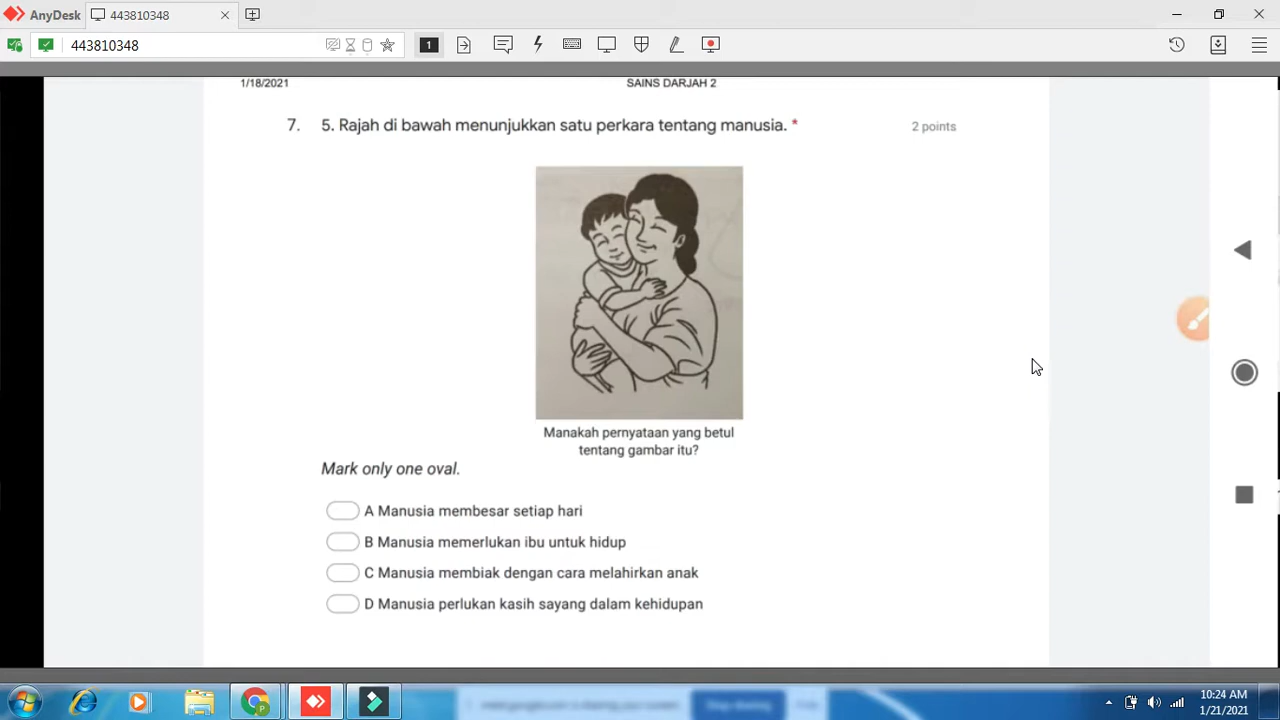 AnyDesk
443810348
443810348
1
1/18/2021
SAINS DARJAH 2
7. 5. Rajah di bawah menunjukkan satu perkara tentang manusia. *
2 points
Manakah pernyataan yang betul
tentang gambar itu?
Mark only one oval.
A Manusia membesar setiap hari
B Manusia memerlukan ibu untuk hidup
C Manusia membiak dengan cara melahirkan anak
D Manusia perlukan kasih sayang dalam kehidupan
10:24 AM
1/21/2021